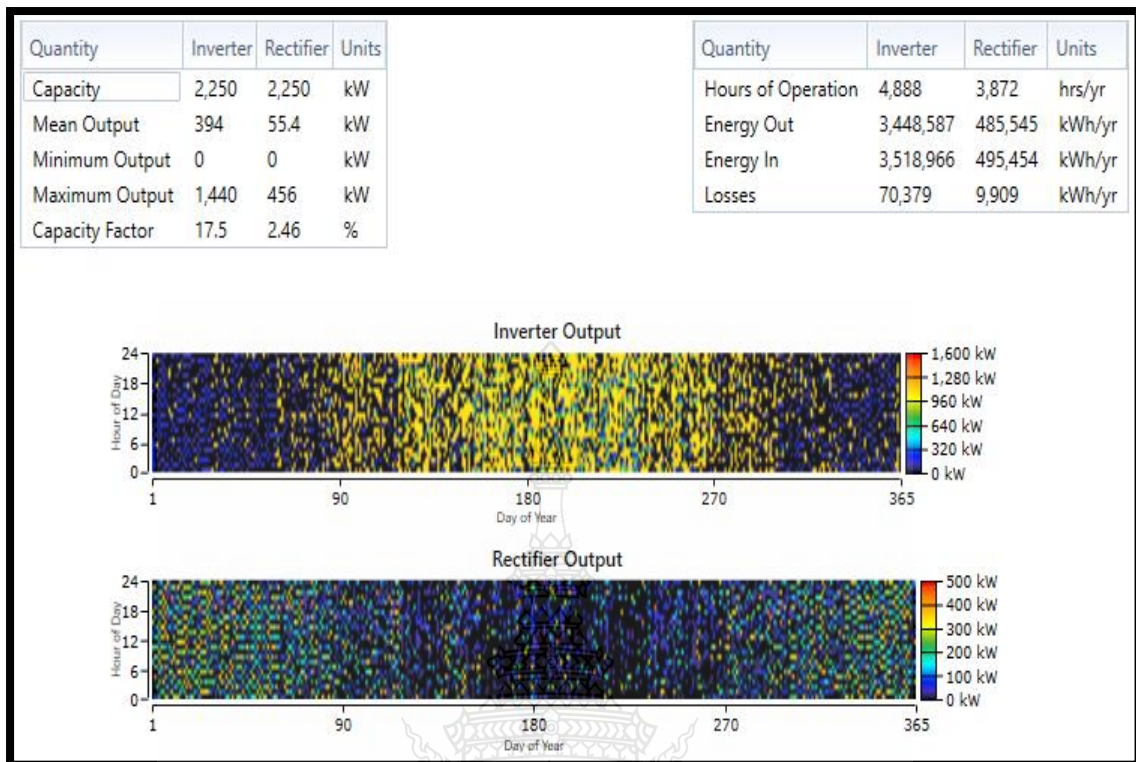 Quantity Inverter Rectifier Units
Capacity 2,250 2,250 kW
Mean Output 394 55.4 kW
Minimum Output 0 0 kW
Maximum Output 1,440 456 kW
Capacity Factor 17.5 2.46 %
Quantity Inverter Rectifier Units
Hours of Operation 4,888 3,872 hrs/yr
Energy Out 3,448,587 485,545 kWh/yr
Energy In 3,518,966 495,454 kWh/yr
Losses 70,379 9,909 kWh/yr
Inverter Output
Hour of Day
24
18
12
6
0
1 90 180 270 365
Day of Year
1,600 kW
1,280 kW
960 kW
640 kW
320 kW
0 kW
Rectifier Output
Hour of Day
24
18
12
6
0
1 90 180 270 365
Day of Year
500 kW
400 kW
300 kW
200 kW
100 kW
0 kW